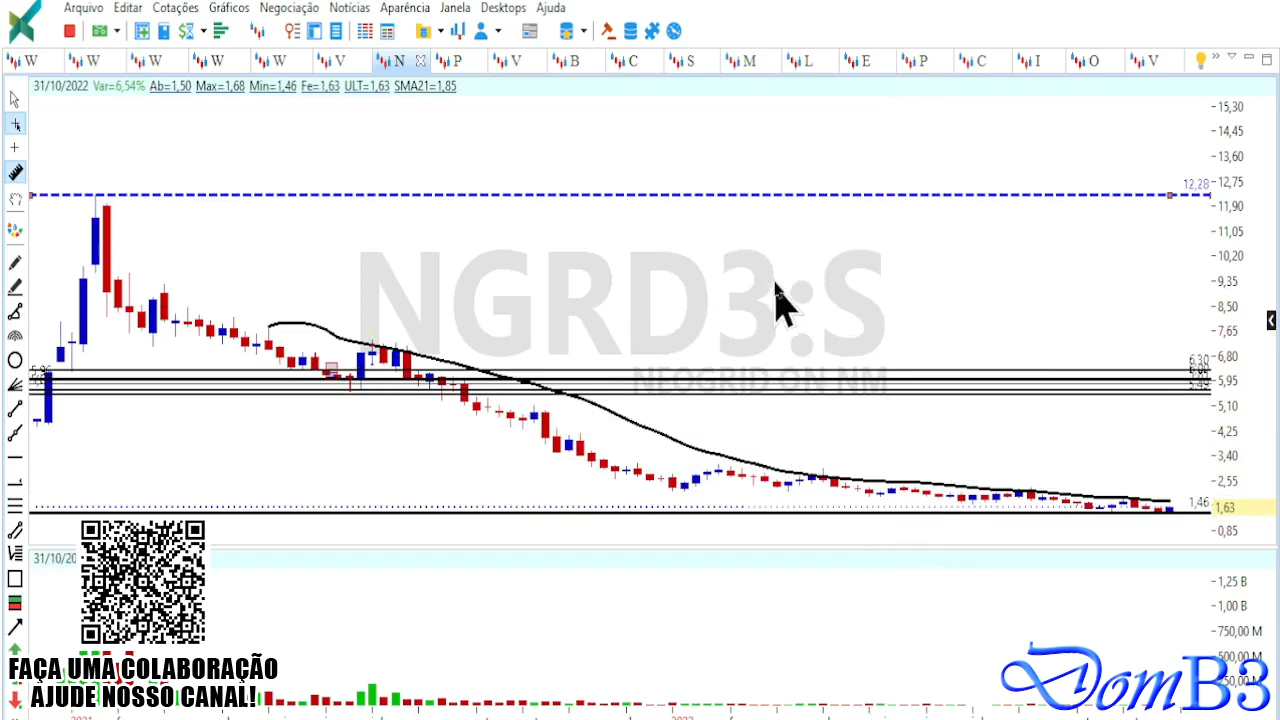 Arquivo Editar Cotações Gráficos Negociação Notícias Aparência Janela Desktops Ajuda
W W W W W V N P V B C S M L E P C I O V
31/10/2022 Var=6,54% Ab=1,50 Max=1,68 Min=1,46 Fe=1,63 ULT=1,63 SMA21=1,85
15,30
14,45
13,60
12,28
12,75
11,90
11,05
10,20
9,35
NGRD3:S
8,50
7,65
6,80
6,30
NEOGRID ON NM
5,95
5,10
4,25
3,40
2,55
1,46
1,63
0,85
31/10/20
1,25 B
1,00 B
750,00 M
500,00 M
250,00 M
FAÇA UMA COLABORAÇÃO
AJUDE NOSSO CANAL!
DomB3